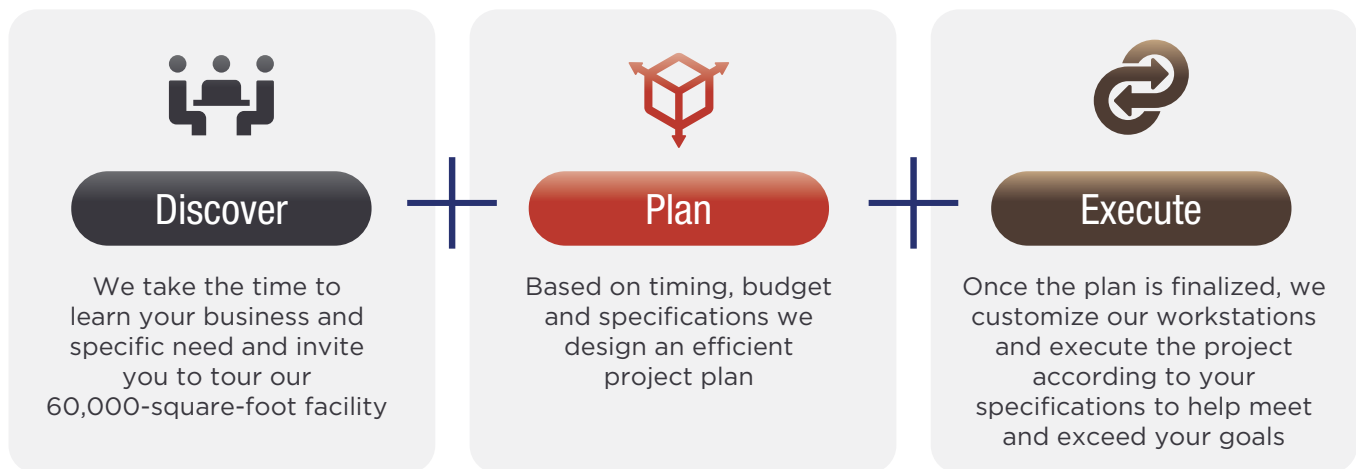 Discover
We take the time to
learn your business and
specific need and invite
you to tour our
60,000-square-foot facility
Plan
Based on timing, budget
and specifications we
design an efficient
project plan
Execute
Once the plan is finalized, we
customize our workstations
and execute the project
according to your
specifications to help meet
and exceed your goals